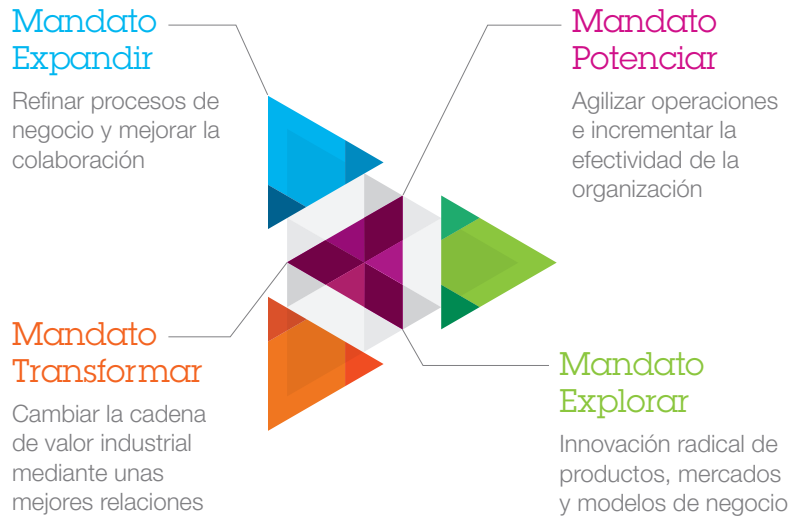 Mandato
Expandir
Refinar procesos de
negocio y mejorar la
colaboración
Mandato
Potenciar
Agilizar operaciones
e incrementar la
efectividad de la
organización
Mandato
Transformar
Cambiar la cadena
de valor industrial
mediante unas
mejores relaciones
Mandato
Explorar
Innovación radical de
productos, mercados
y modelos de negocio